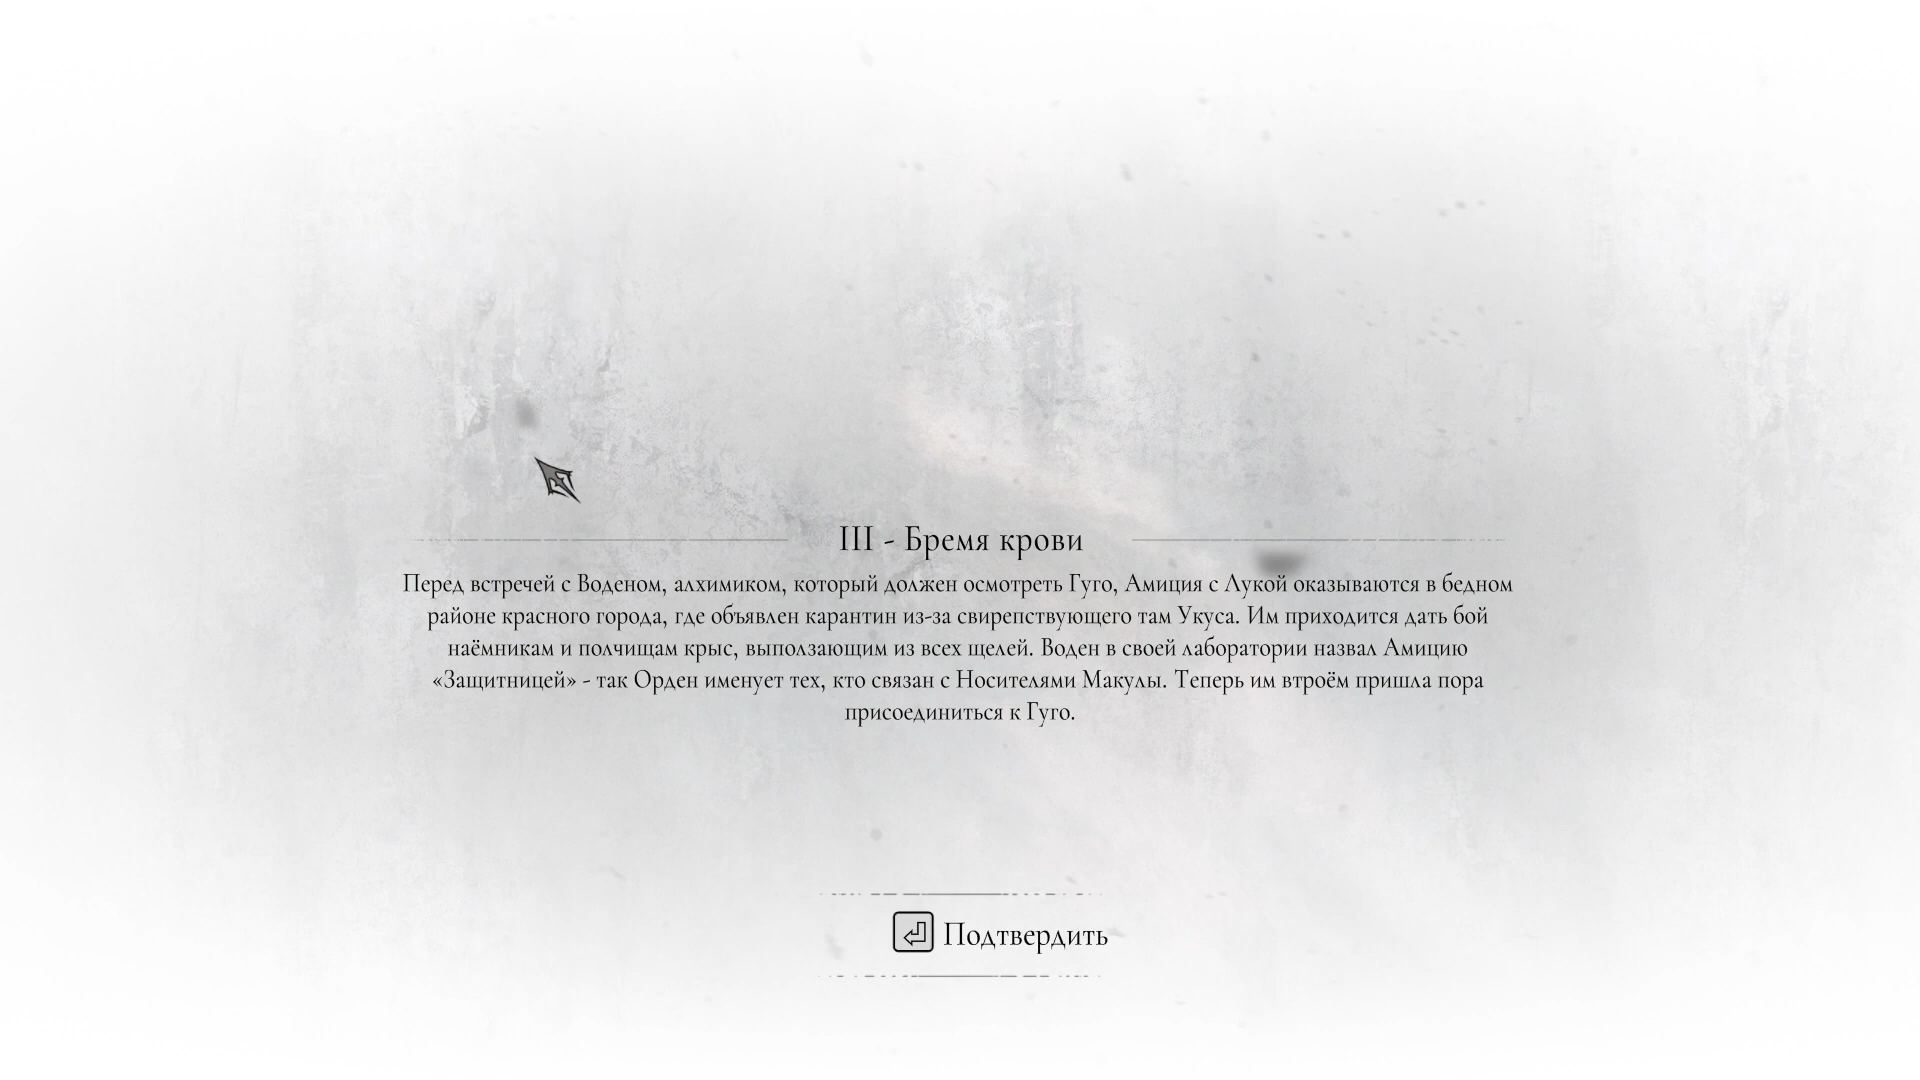 III - Бремя крови
Перед встречей с Воденом, алхимиком, который должен осмотреть Гуго, Амиция с Лукой оказываются в бедном
районе красного города, где объявлен карантин из-за свирепствующего там Укуса. Им приходится дать бой
наёмникам и полчищам крыс, выползающим из всех щелей. Воден в своей лаборатории назвал Амицию
«Защитницей» - так Орден именует тех, кто связан с Носителями Макулы. Теперь им втроём пришла пора
присоединиться к Гуго.
Подтвердить